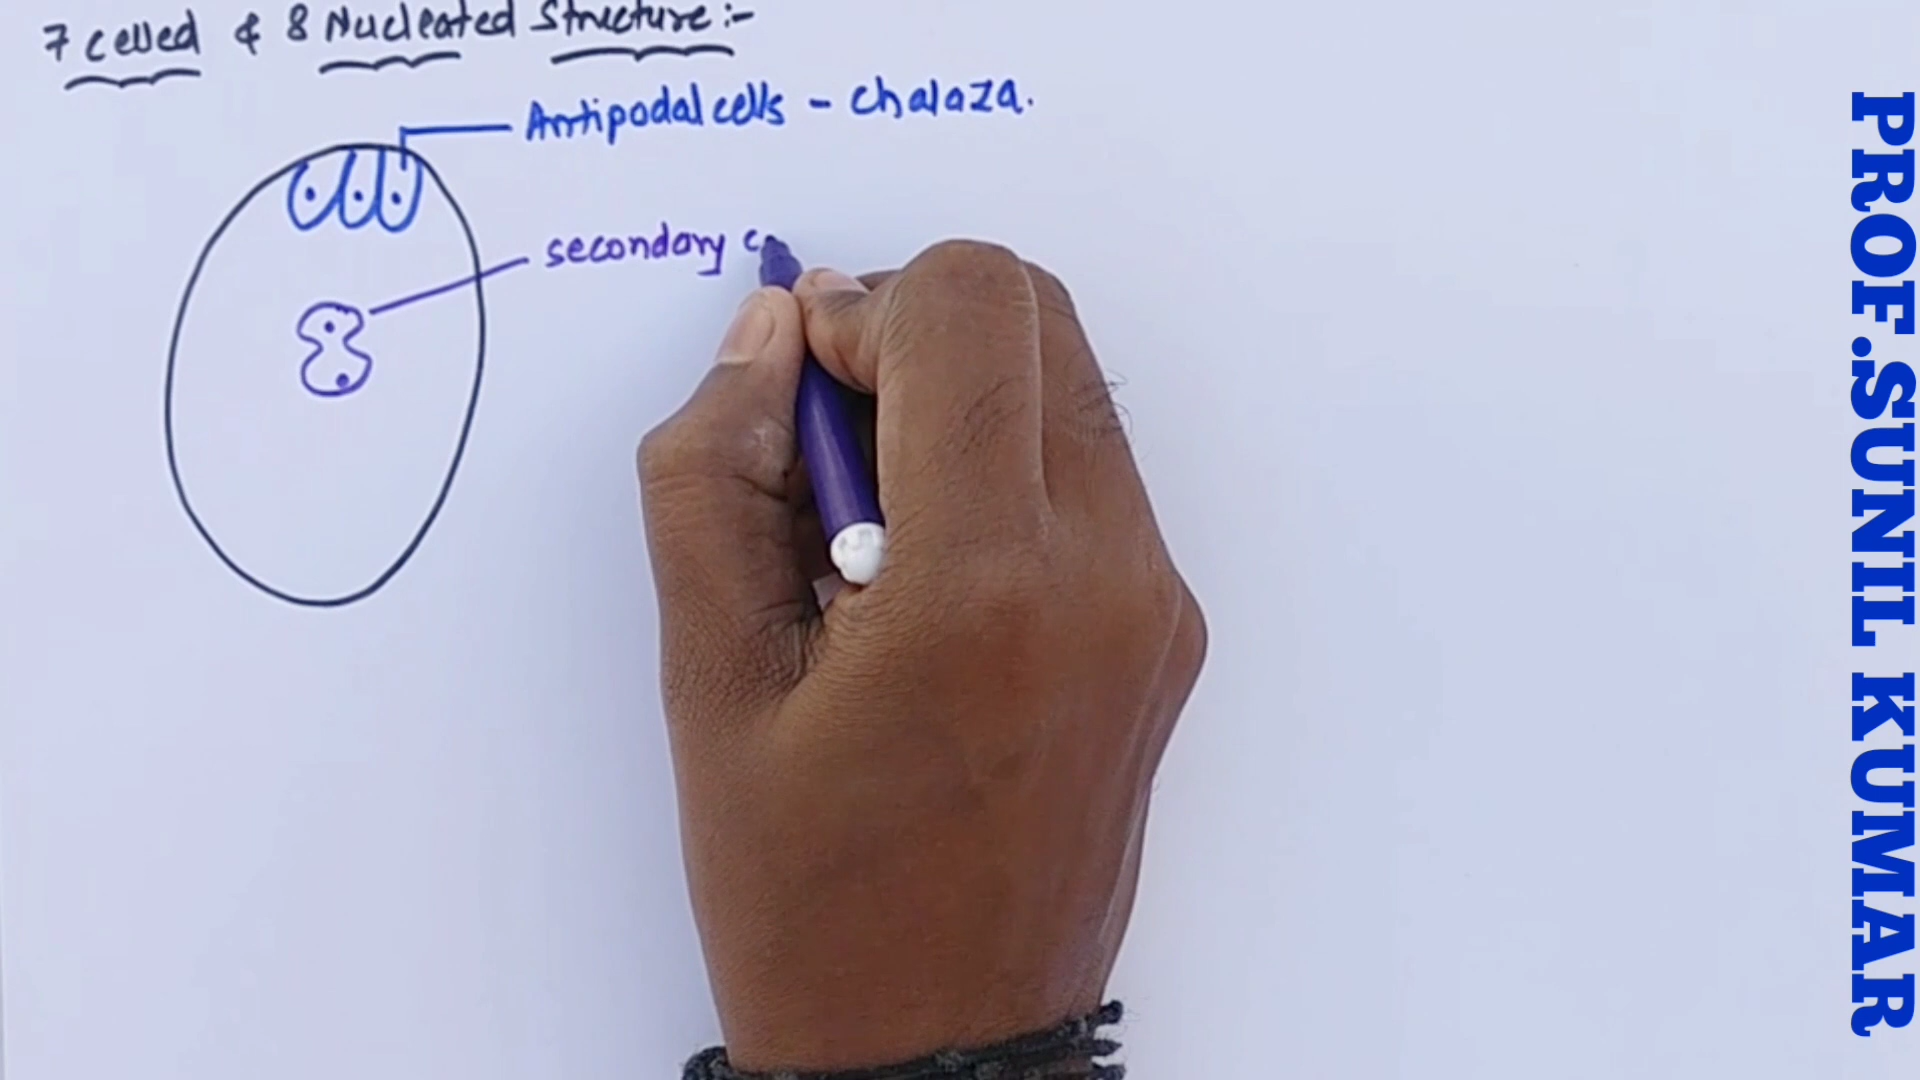 7 celled & 8 Nucleated Structure :-
Antipodal cells - Chalaza.
secondary
PROF.SUNIL KUMAR